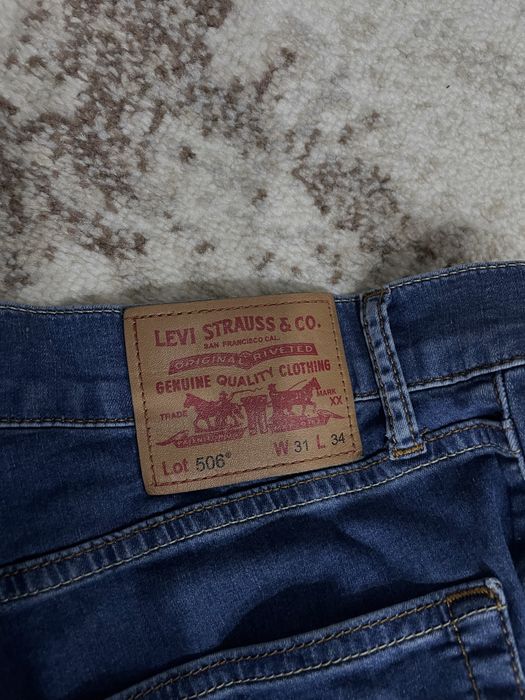 LEVI STRAUSS & CO.
SAN FRANCISCO CAL.
ORIGINAL RIVETED
GENUINE QUALITY CLOTHING
TRADE MARK
XX
Lot 506® W 31 L 34